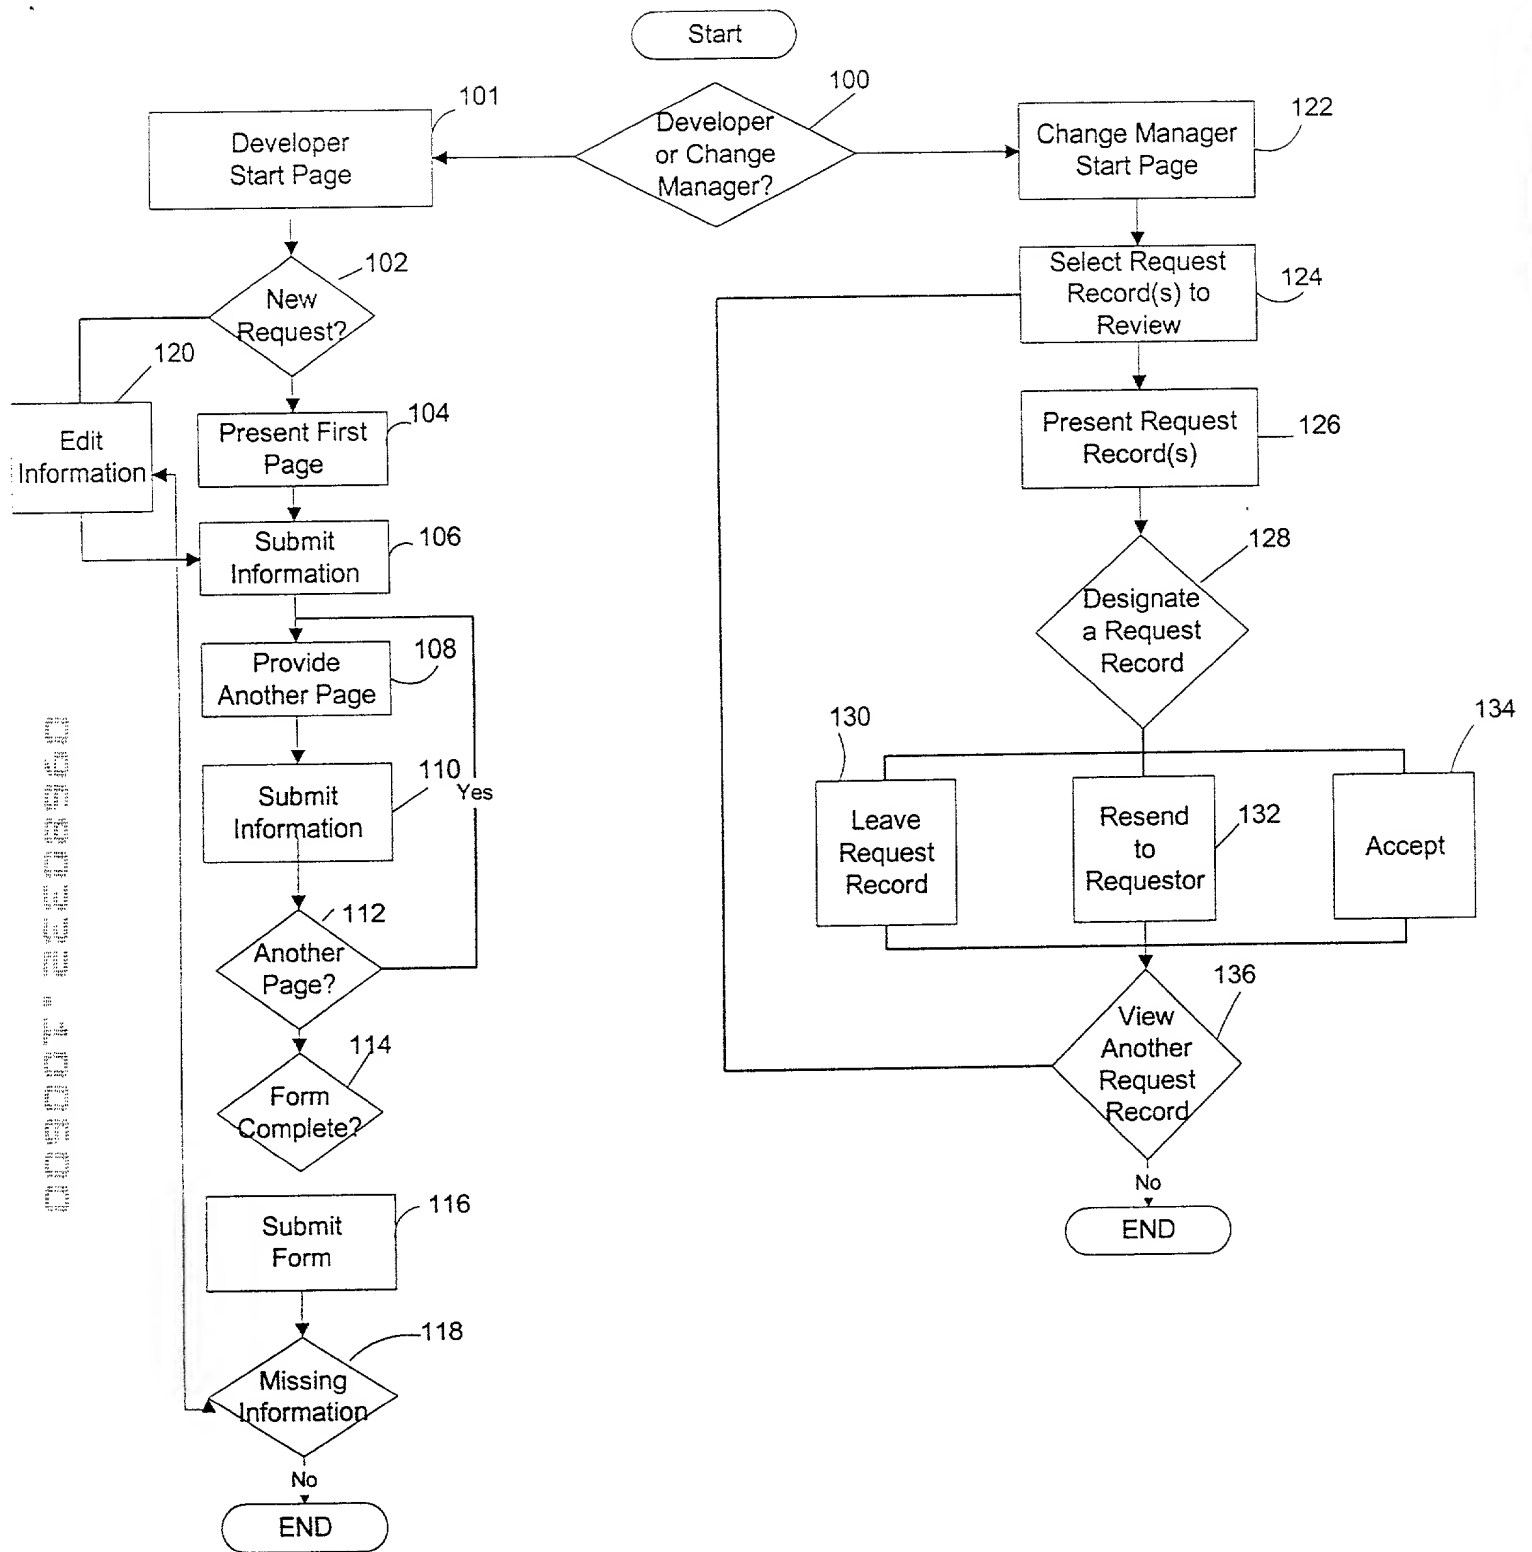 Start
100
Developer
or Change
Manager?
101
Developer
Start Page
102
New
Request?
120
Edit
Information
104
Present First
Page
106
Submit
Information
108
Provide
Another Page
110
Yes
Submit
Information
112
Another
Page?
114
Form
Complete?
116
Submit
Form
118
Missing
Information
No
END
122
Change Manager
Start Page
124
Select Request
Record(s) to
Review
126
Present Request
Record(s)
128
Designate
a Request
Record
130
Leave
Request
Record
132
Resend
to
Requestor
134
Accept
136
View
Another
Request
Record
No
END